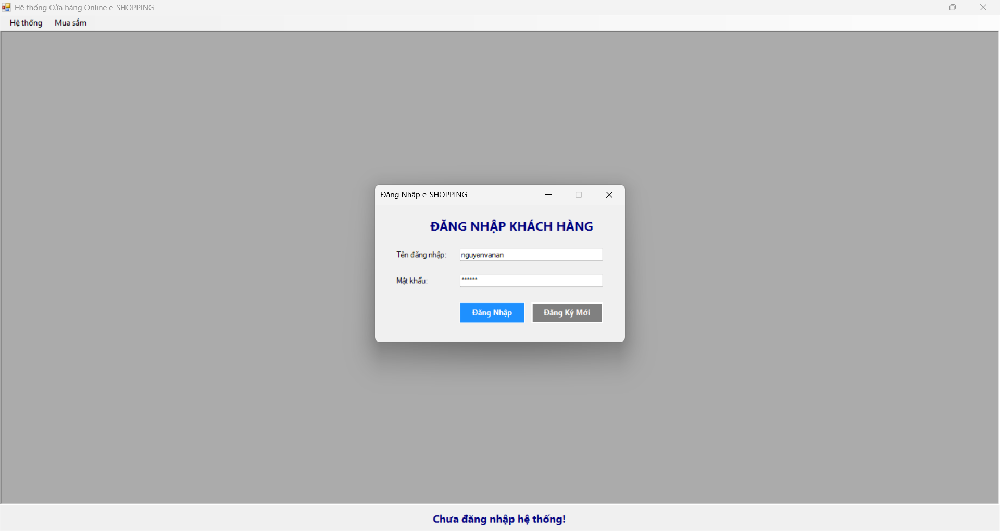 Hệ thống Cửa hàng Online e-SHOPPING
Hệ thống Mua sắm
Đăng Nhập e-SHOPPING
ĐĂNG NHẬP KHÁCH HÀNG
Tên đăng nhập: nguyenvanan
Mật khẩu: ******
Đăng Nhập Đăng Ký Mới
Chưa đăng nhập hệ thống!